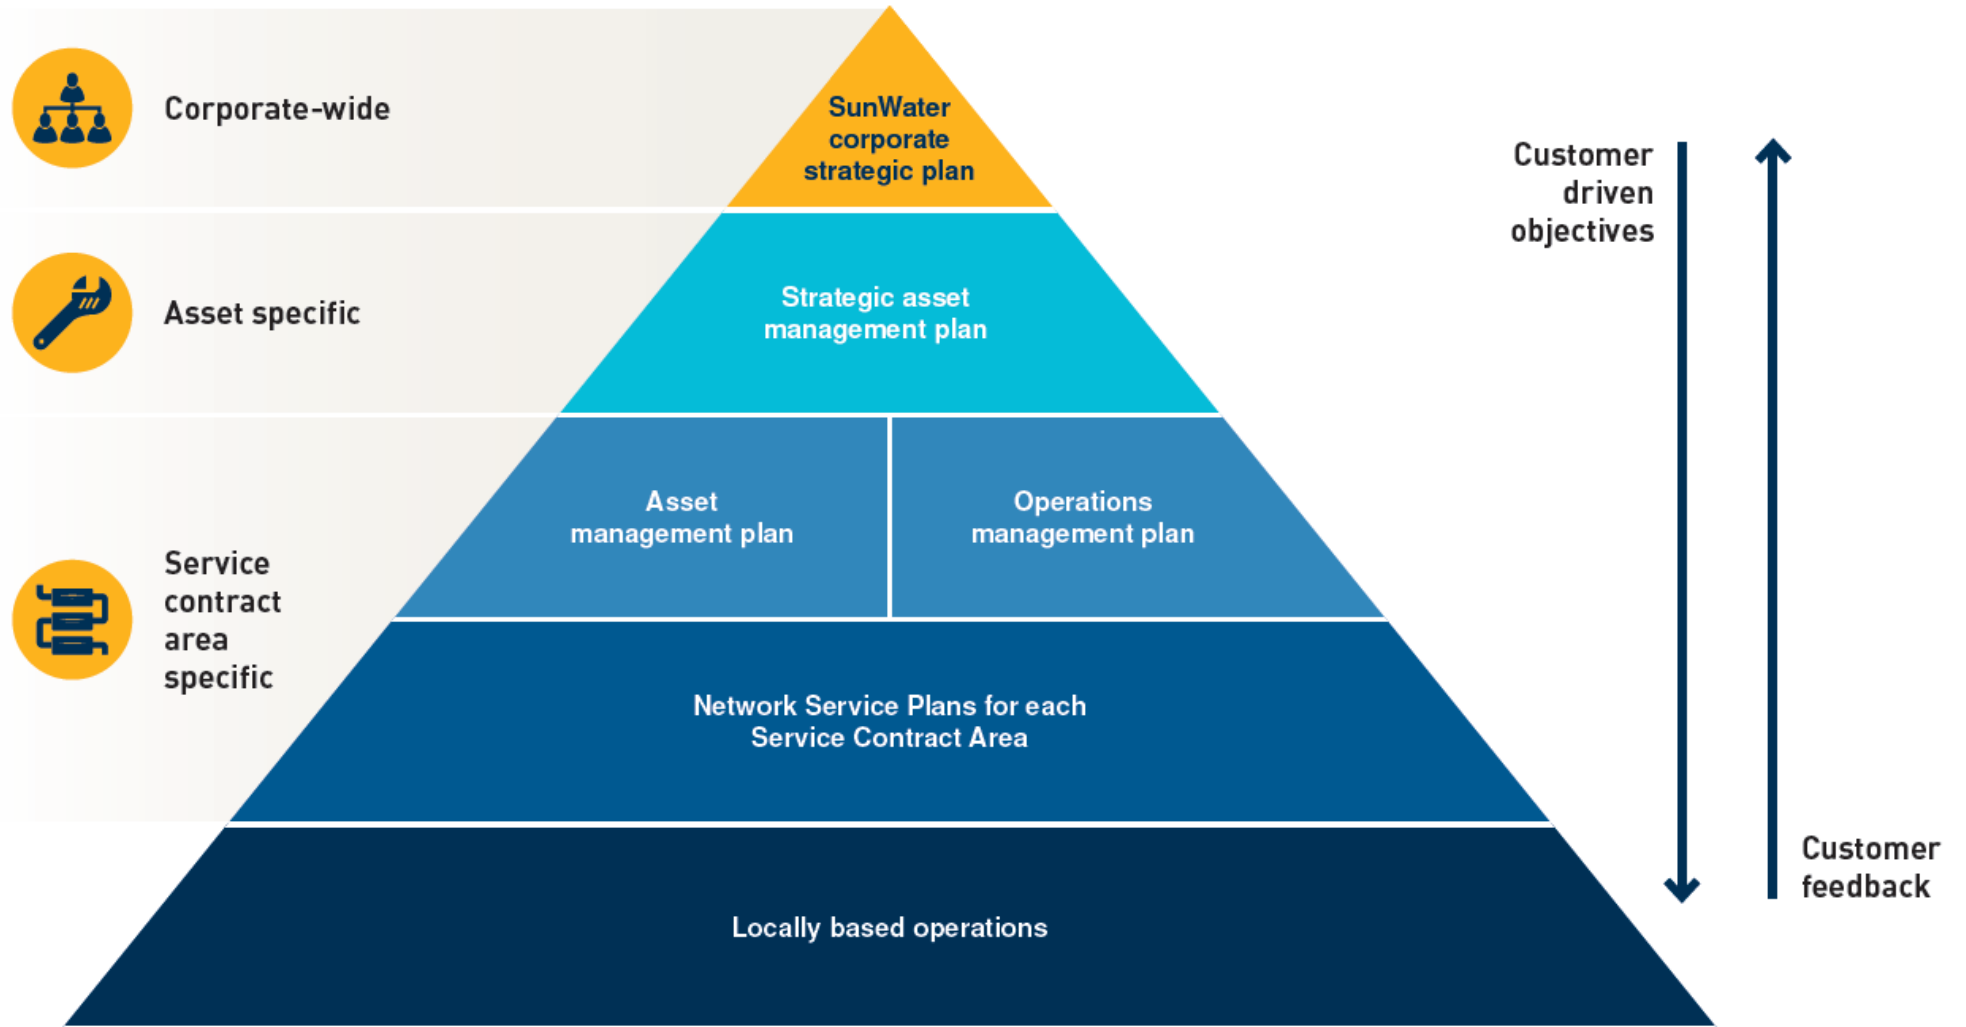 Corporate-wide
SunWater
corporate
strategic plan
Customer
driven
objectives
Asset specific
Strategic asset
management plan
Service
contract
area
specific
Asset
management plan
Operations
management plan
Network Service Plans for each
Service Contract Area
Customer
feedback
Locally based operations